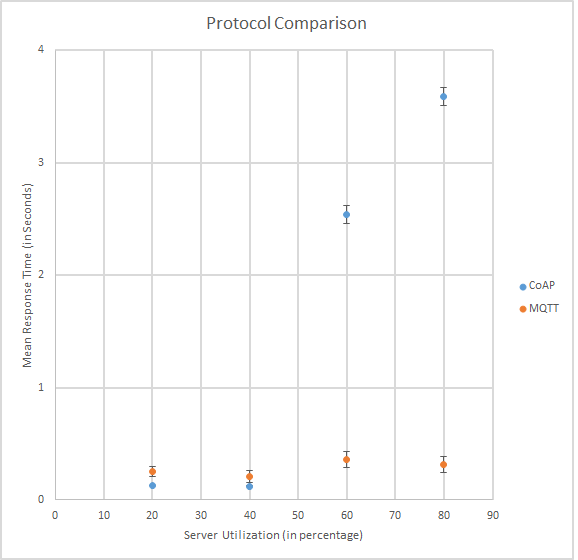 Protocol Comparison
4
3
2
1
0
Mean Response Time (in Seconds)
0 10 20 30 40 50 60 70 80 90
Server Utilization (in percentage)
CoAP
MQTT